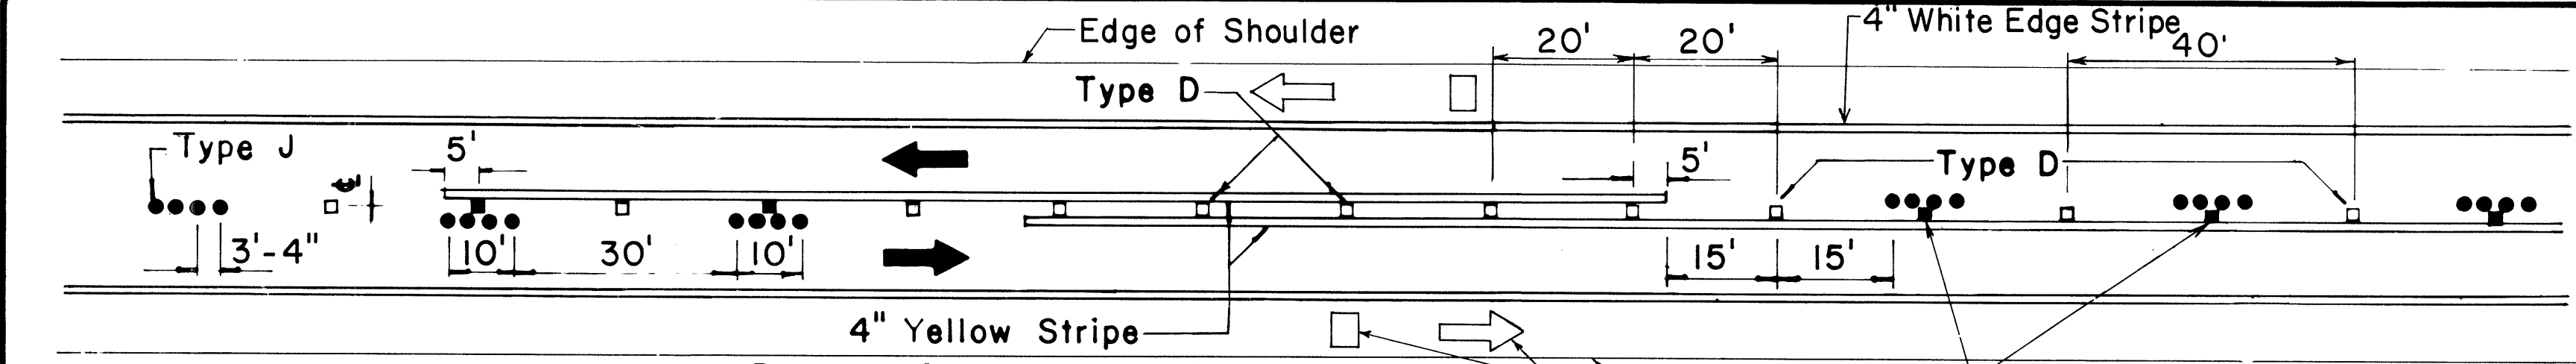 Edge of Shoulder
4" White Edge Stripe
20'
20'
40'
Type D
Type J
5'
5'
Type D
3'-4"
10'
30'
10'
15'
15'
4" Yellow Stripe